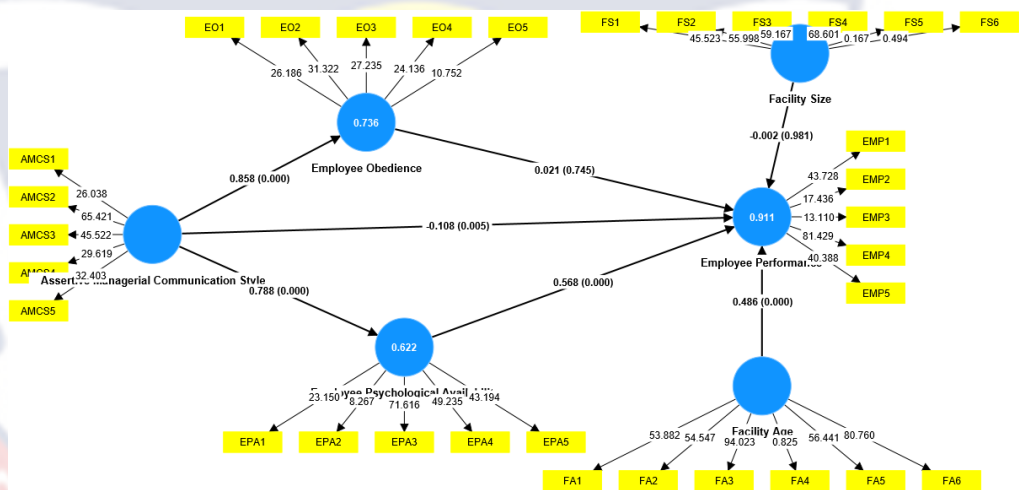 EO1 EO2 EO3 EO4 EO5
26.186 31.322 27.235 24.136 10.752
0.736
Employee Obedience
FS1 FS2 FS3 FS4 FS5 FS6
45.523 55.998 59.167 68.601 0.167 0.494
Facility Size
-0.002 (0.981)
AMCS1
AMCS2
AMCS3
AMCS4
AMCS5
26.038
65.421
45.522
29.619
32.403
Assertive Managerial Communication Style
0.858 (0.000)
0.021 (0.745)
-0.108 (0.005)
0.788 (0.000)
0.568 (0.000)
0.911
Employee Performance
EMP1
EMP2
EMP3
EMP4
EMP5
43.728
17.436
13.110
81.429
40.388
0.486 (0.000)
0.622
Employee Psychological Availability
23.150 8.267 71.616 49.235 43.194
EPA1 EPA2 EPA3 EPA4 EPA5
Facility Age
53.882 54.547 94.023 0.825 56.441 80.760
FA1 FA2 FA3 FA4 FA5 FA6